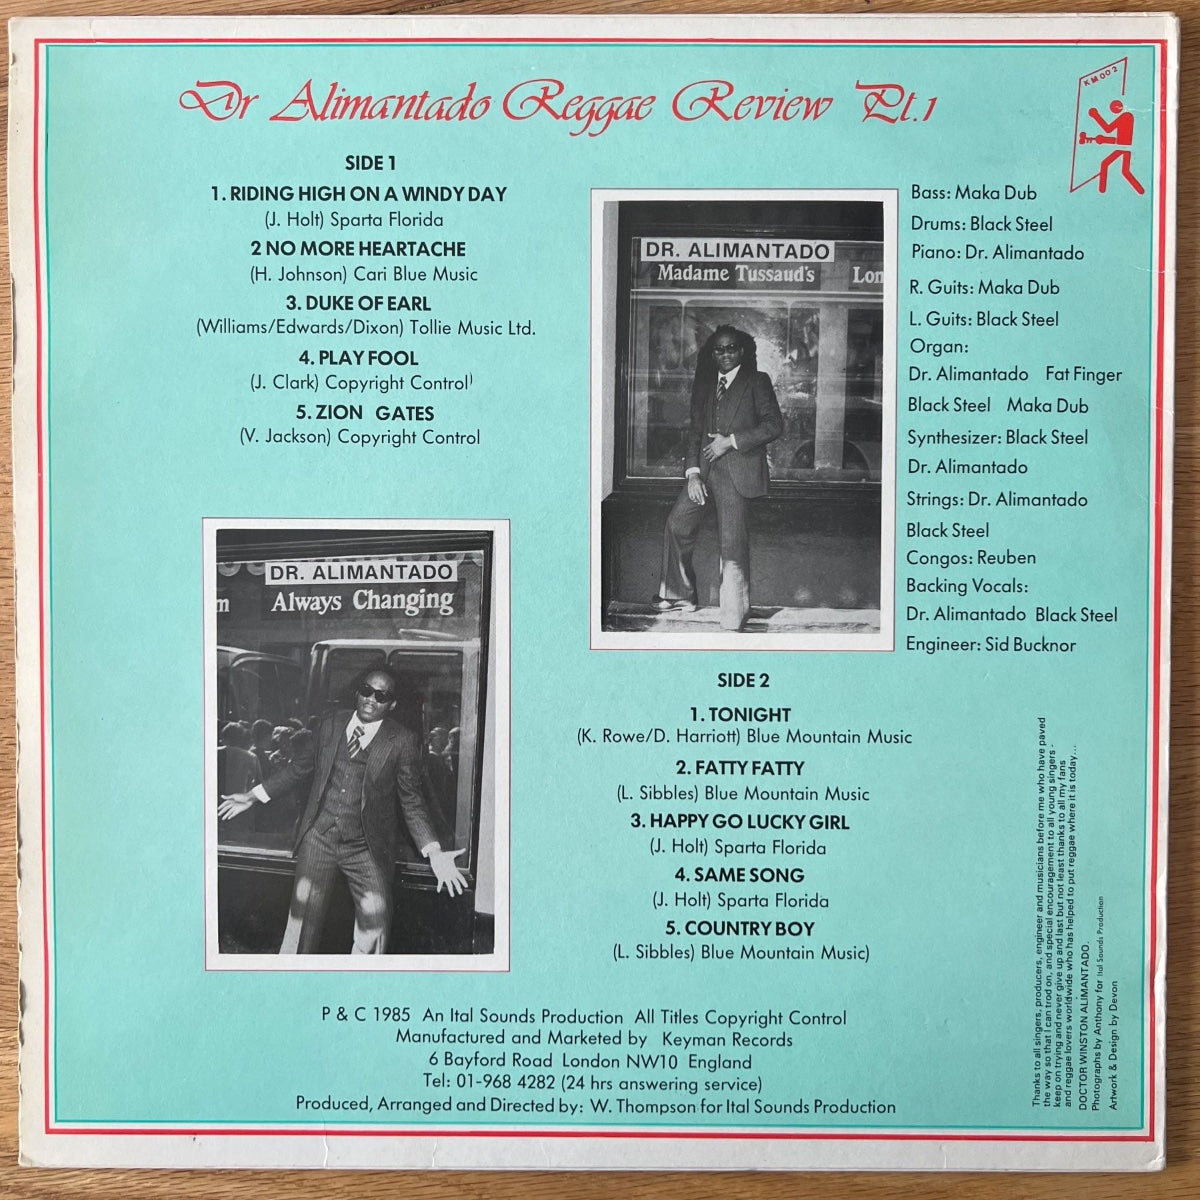 Dr Alimantado Reggae Review Pt.1
KM 002
SIDE 1
1. RIDING HIGH ON A WINDY DAY
(J. Holt) Sparta Florida
2 NO MORE HEARTACHE
(H. Johnson) Cari Blue Music
3. DUKE OF EARL
(Williams/Edwards/Dixon) Tollie Music Ltd.
4. PLAY FOOL
(J. Clark) Copyright Control)
5. ZION GATES
(V. Jackson) Copyright Control
DR. ALIMANTADO
Madame Tussaud's
Lon
Bass: Maka Dub
Drums: Black Steel
Piano: Dr. Alimantado
R. Guits: Maka Dub
L. Guits: Black Steel
Organ:
Dr. Alimantado Fat Finger
Black Steel Maka Dub
Synthesizer: Black Steel
Dr. Alimantado
Strings: Dr. Alimantado
Black Steel
Congos: Reuben
Backing Vocals:
Dr. Alimantado Black Steel
Engineer: Sid Bucknor
DR. ALIMANTADO
m Always Changing
SIDE 2
1. TONIGHT
(K. Rowe/D. Harriott) Blue Mountain Music
2. FATTY FATTY
(L. Sibbles) Blue Mountain Music
3. HAPPY GO LUCKY GIRL
(J. Holt) Sparta Florida
4. SAME SONG
(J. Holt) Sparta Florida
5. COUNTRY BOY
(L. Sibbles) Blue Mountain Music)
P & C 1985 An Ital Sounds Production All Titles Copyright Control
Manufactured and Marketed by Keyman Records
6 Bayford Road London NW10 England
Tel: 01-968 4282 (24 hrs answering service)
Produced, Arranged and Directed by: W. Thompson for Ital Sounds Production
Thanks to all singers, producers, engineer and musicians before me who have paved
the way so that I can trod on, and special encouragement to all young singers -
keep on trying and never give up and last but not least thanks to all my fans
and reggae lovers worldwide who has helped to put reggae where it is today...
DOCTOR WINSTON ALIMANTADO.
Photographs by Anthony for Ital Sounds Production
Artwork & Design by Devon